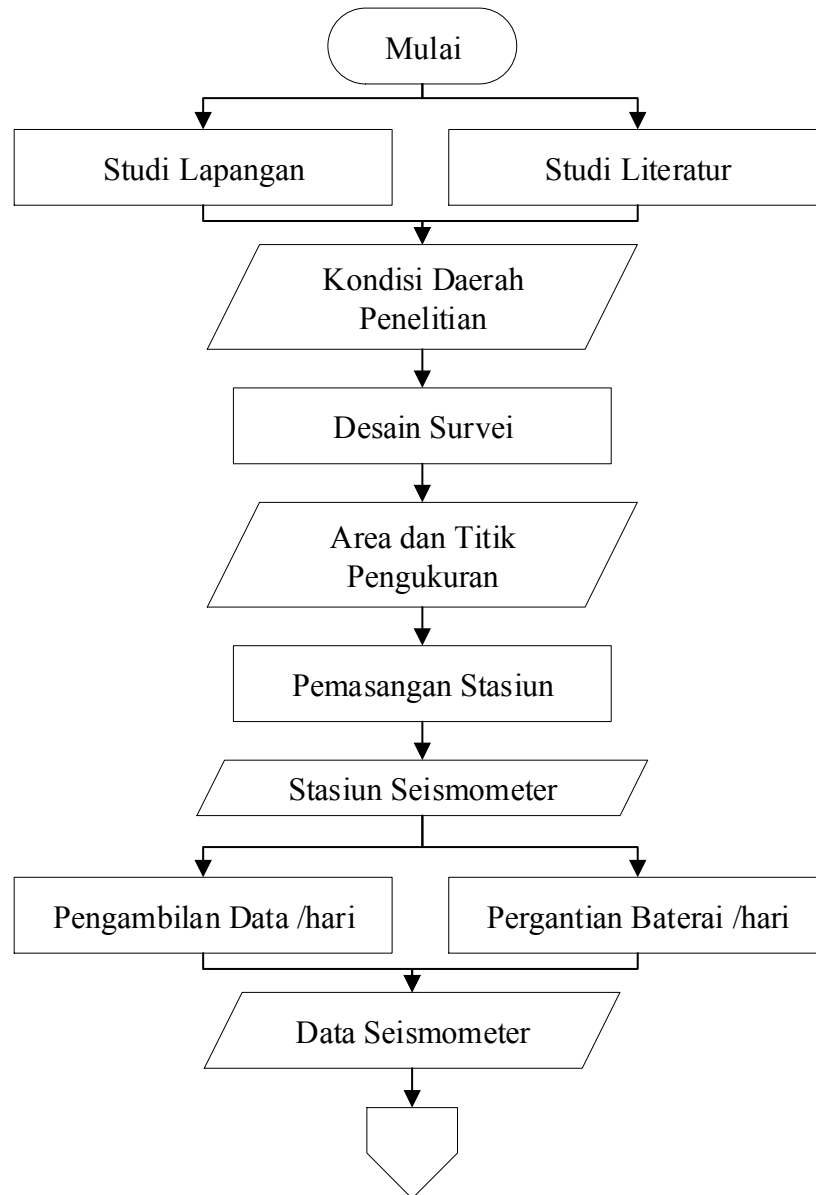 Mulai
Studi Lapangan
Studi Literatur
Kondisi Daerah
Penelitian
Desain Survei
Area dan Titik
Pengukuran
Pemasangan Stasiun
Stasiun Seismometer
Pengambilan Data /hari
Pergantian Baterai /hari
Data Seismometer